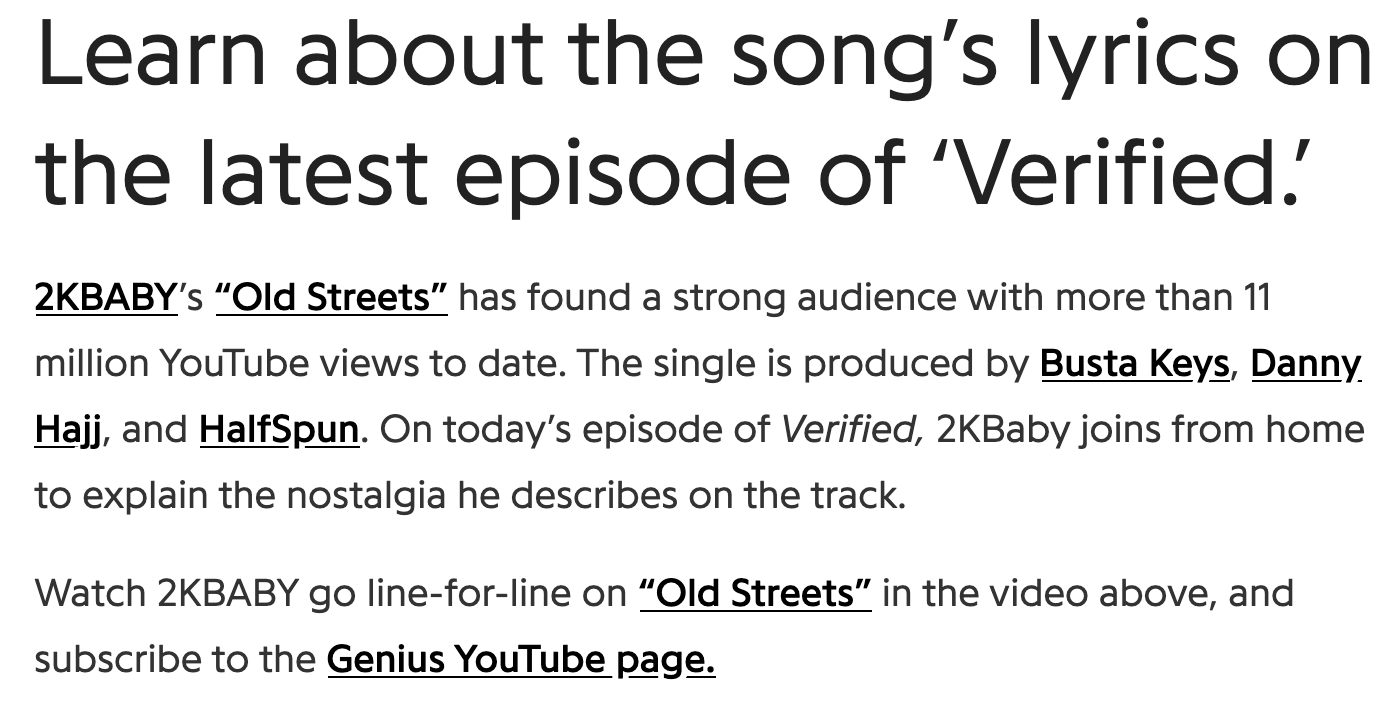 Learn about the song’s lyrics on
the latest episode of ‘Verified.’
2KBABY’s “Old Streets” has found a strong audience with more than 11
million YouTube views to date. The single is produced by Busta Keys, Danny
Hajj, and HalfSpun. On today’s episode of Verified, 2KBaby joins from home
to explain the nostalgia he describes on the track.
Watch 2KBABY go line-for-line on “Old Streets” in the video above, and
subscribe to the Genius YouTube page.